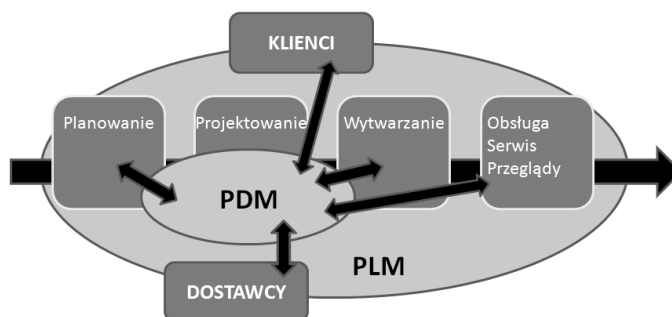 KLIENCI
Planowanie
Projektowanie
Wytwarzanie
Obsługa
Serwis
Przeglądy
PDM
PLM
DOSTAWCY